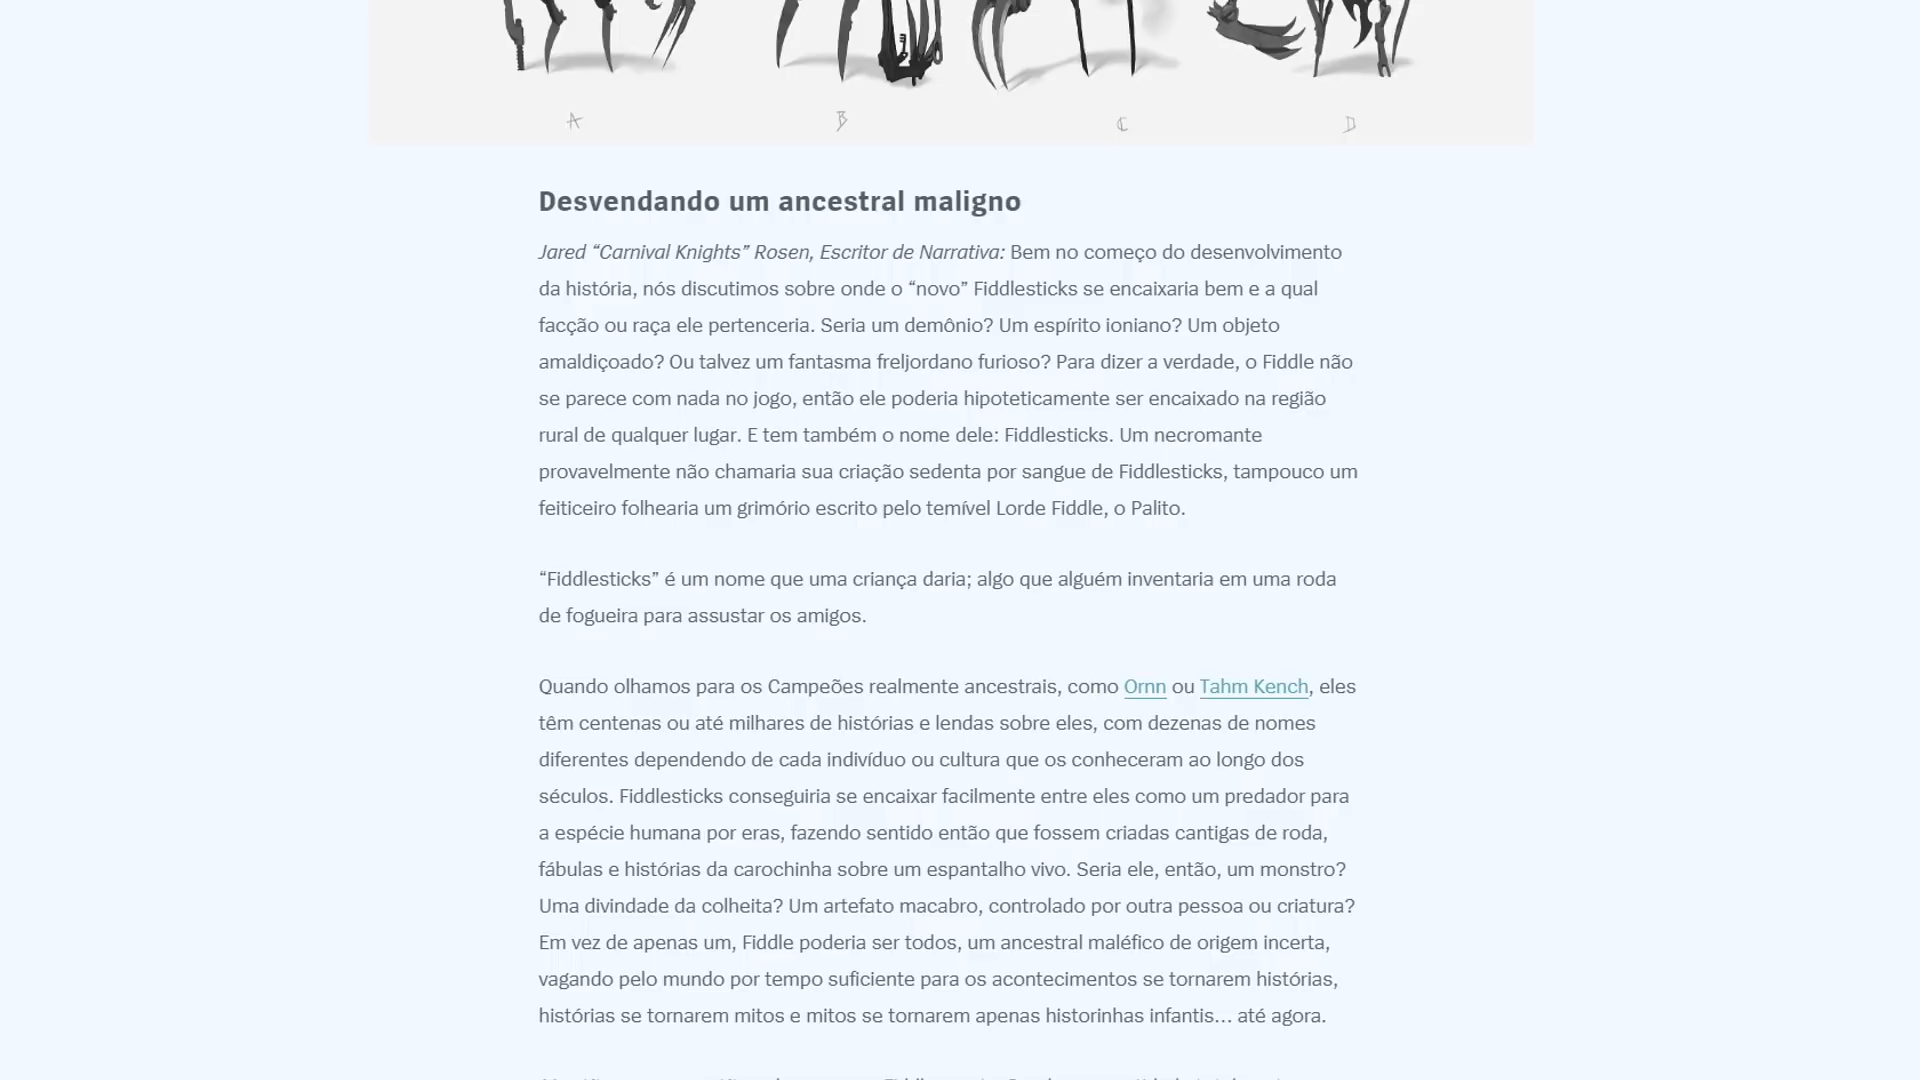 A B C D
Desvendando um ancestral maligno
Jared “Carnival Knights” Rosen, Escritor de Narrativa: Bem no começo do desenvolvimento
da história, nós discutimos sobre onde o “novo” Fiddlesticks se encaixaria bem e a qual
facção ou raça ele pertenceria. Seria um demônio? Um espírito ioniano? Um objeto
amaldiçoado? Ou talvez um fantasma freljordano furioso? Para dizer a verdade, o Fiddle não
se parece com nada no jogo, então ele poderia hipoteticamente ser encaixado na região
rural de qualquer lugar. E tem também o nome dele: Fiddlesticks. Um necromante
provavelmente não chamaria sua criação sedenta por sangue de Fiddlesticks, tampouco um
feiticeiro folhearia um grimório escrito pelo temível Lorde Fiddle, o Palito.
“Fiddlesticks” é um nome que uma criança daria; algo que alguém inventaria em uma roda
de fogueira para assustar os amigos.
Quando olhamos para os Campeões realmente ancestrais, como Ornn ou Tahm Kench, eles
têm centenas ou até milhares de histórias e lendas sobre eles, com dezenas de nomes
diferentes dependendo de cada indivíduo ou cultura que os conheceram ao longo dos
séculos. Fiddlesticks conseguiria se encaixar facilmente entre eles como um predador para
a espécie humana por eras, fazendo sentido então que fossem criadas cantigas de roda,
fábulas e histórias da carochinha sobre um espantalho vivo. Seria ele, então, um monstro?
Uma divindade da colheita? Um artefato macabro, controlado por outra pessoa ou criatura?
Em vez de apenas um, Fiddle poderia ser todos, um ancestral maléfico de origem incerta,
vagando pelo mundo por tempo suficiente para os acontecimentos se tornarem histórias,
histórias se tornarem mitos e mitos se tornarem apenas historinhas infantis… até agora.